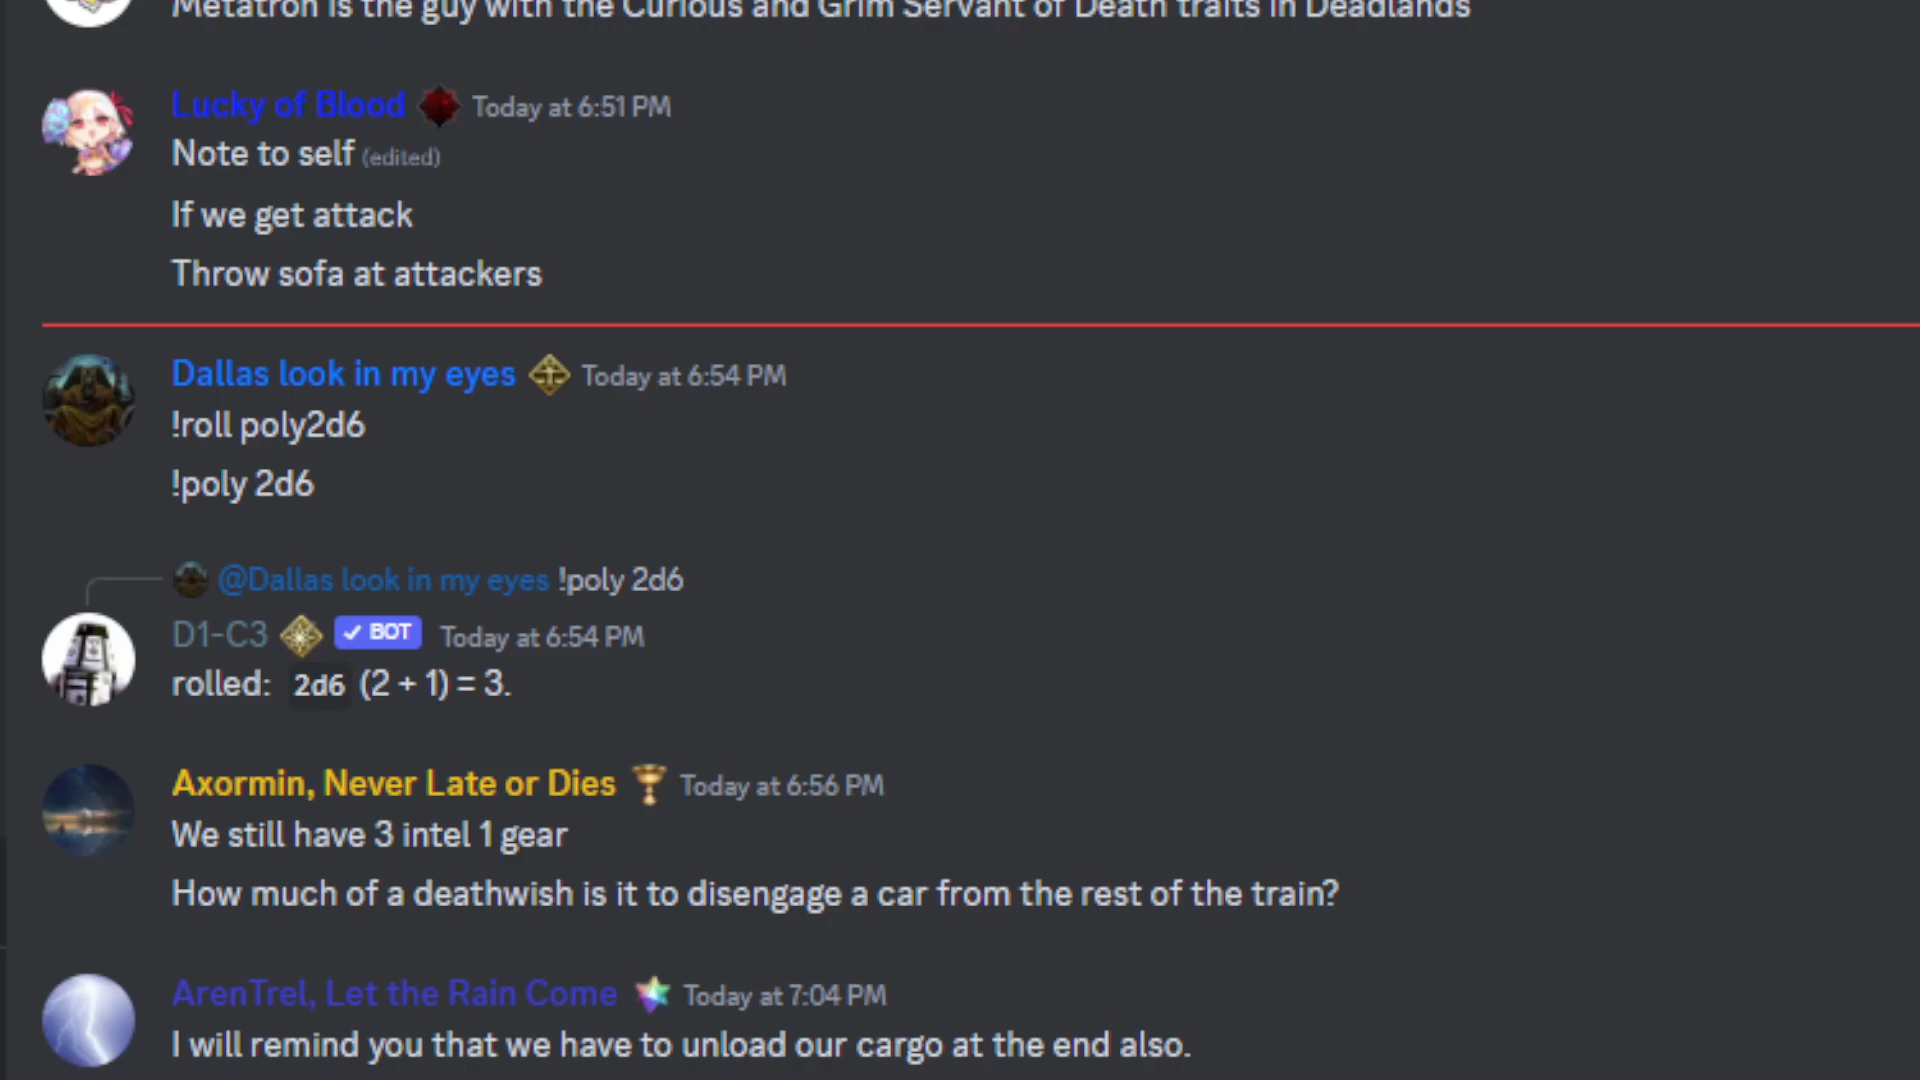 Metatron is the guy with the Curious and Grim Servant of Death traits in Deadlands
Lucky of Blood Today at 6:51 PM
Note to self (edited)
If we get attack
Throw sofa at attackers
Dallas look in my eyes Today at 6:54 PM
!roll poly2d6
!poly 2d6
@Dallas look in my eyes !poly 2d6
D1-C3 ✓ BOT Today at 6:54 PM
rolled: 2d6 (2 + 1) = 3.
Axormin, Never Late or Dies Today at 6:56 PM
We still have 3 intel 1 gear
How much of a deathwish is it to disengage a car from the rest of the train?
ArenTrel, Let the Rain Come Today at 7:04 PM
I will remind you that we have to unload our cargo at the end also.